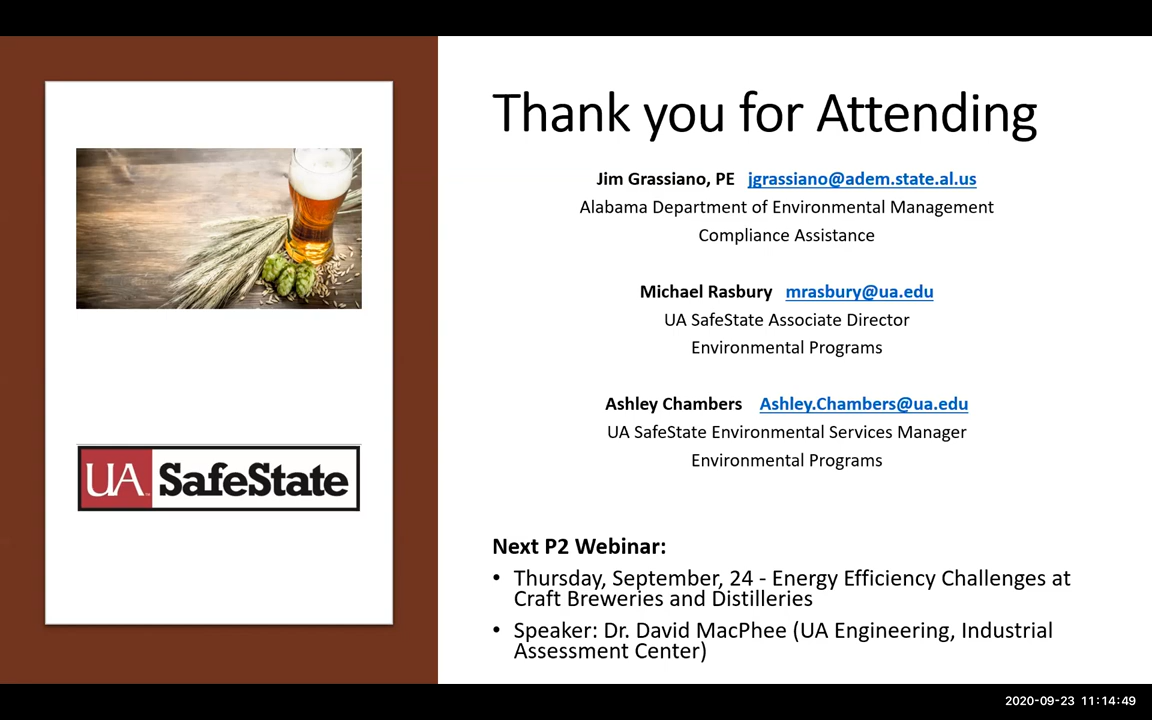 Thank you for Attending
Jim Grassiano, PE jgrassiano@adem.state.al.us
Alabama Department of Environmental Management
Compliance Assistance
Michael Rasbury mrasbury@ua.edu
UA SafeState Associate Director
Environmental Programs
Ashley Chambers Ashley.Chambers@ua.edu
UA SafeState Environmental Services Manager
Environmental Programs
UA SafeState
Next P2 Webinar:
• Thursday, September, 24 - Energy Efficiency Challenges at
Craft Breweries and Distilleries
• Speaker: Dr. David MacPhee (UA Engineering, Industrial
Assessment Center)
2020-09-23 11:14:49